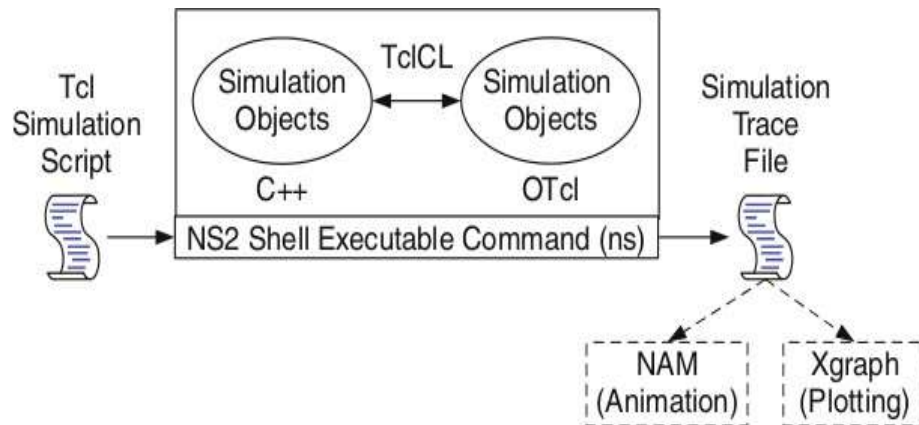 Tcl
Simulation
Script
TclCL
Simulation
Objects
Simulation
Objects
C++
OTcl
NS2 Shell Executable Command (ns)
Simulation
Trace
File
NAM
(Animation)
Xgraph
(Plotting)